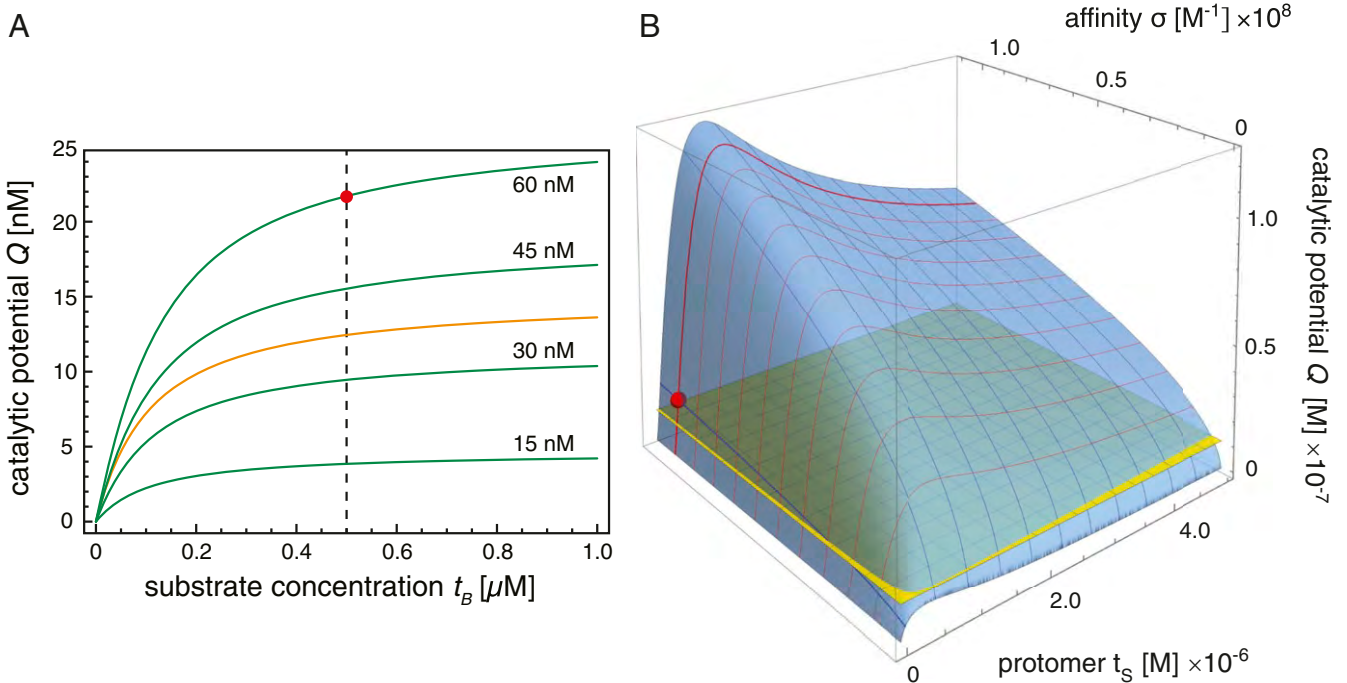 A
25
20
15
10
5
0
catalytic potential Q [nM]
60 nM
45 nM
30 nM
15 nM
0
0.2
0.4
0.6
0.8
1.0
substrate concentration t_B [μM]
B
affinity σ [M⁻¹] ×10⁸
1.0
0.5
0
catalytic potential Q [M] ×10⁻⁷
1.0
0.5
0
4.0
2.0
0
protomer t_S [M] ×10⁻⁶